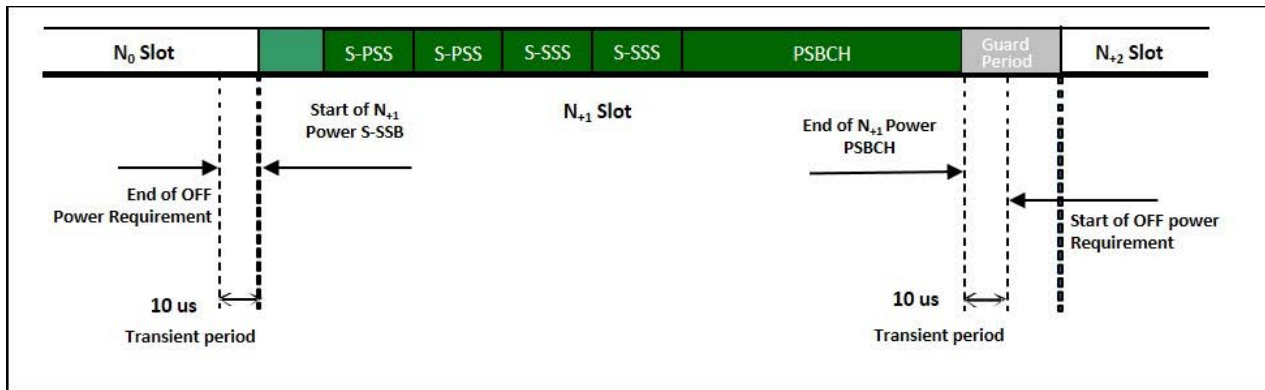 N₀ Slot
S-PSS
S-PSS
S-SSS
S-SSS
PSBCH
Guard
Period
N₊₂ Slot
Start of N₊₁
Power S-SSB
N₊₁ Slot
End of N₊₁ Power
PSBCH
End of OFF
Power Requirement
Start of OFF power
Requirement
10 us
Transient period
10 us
Transient period